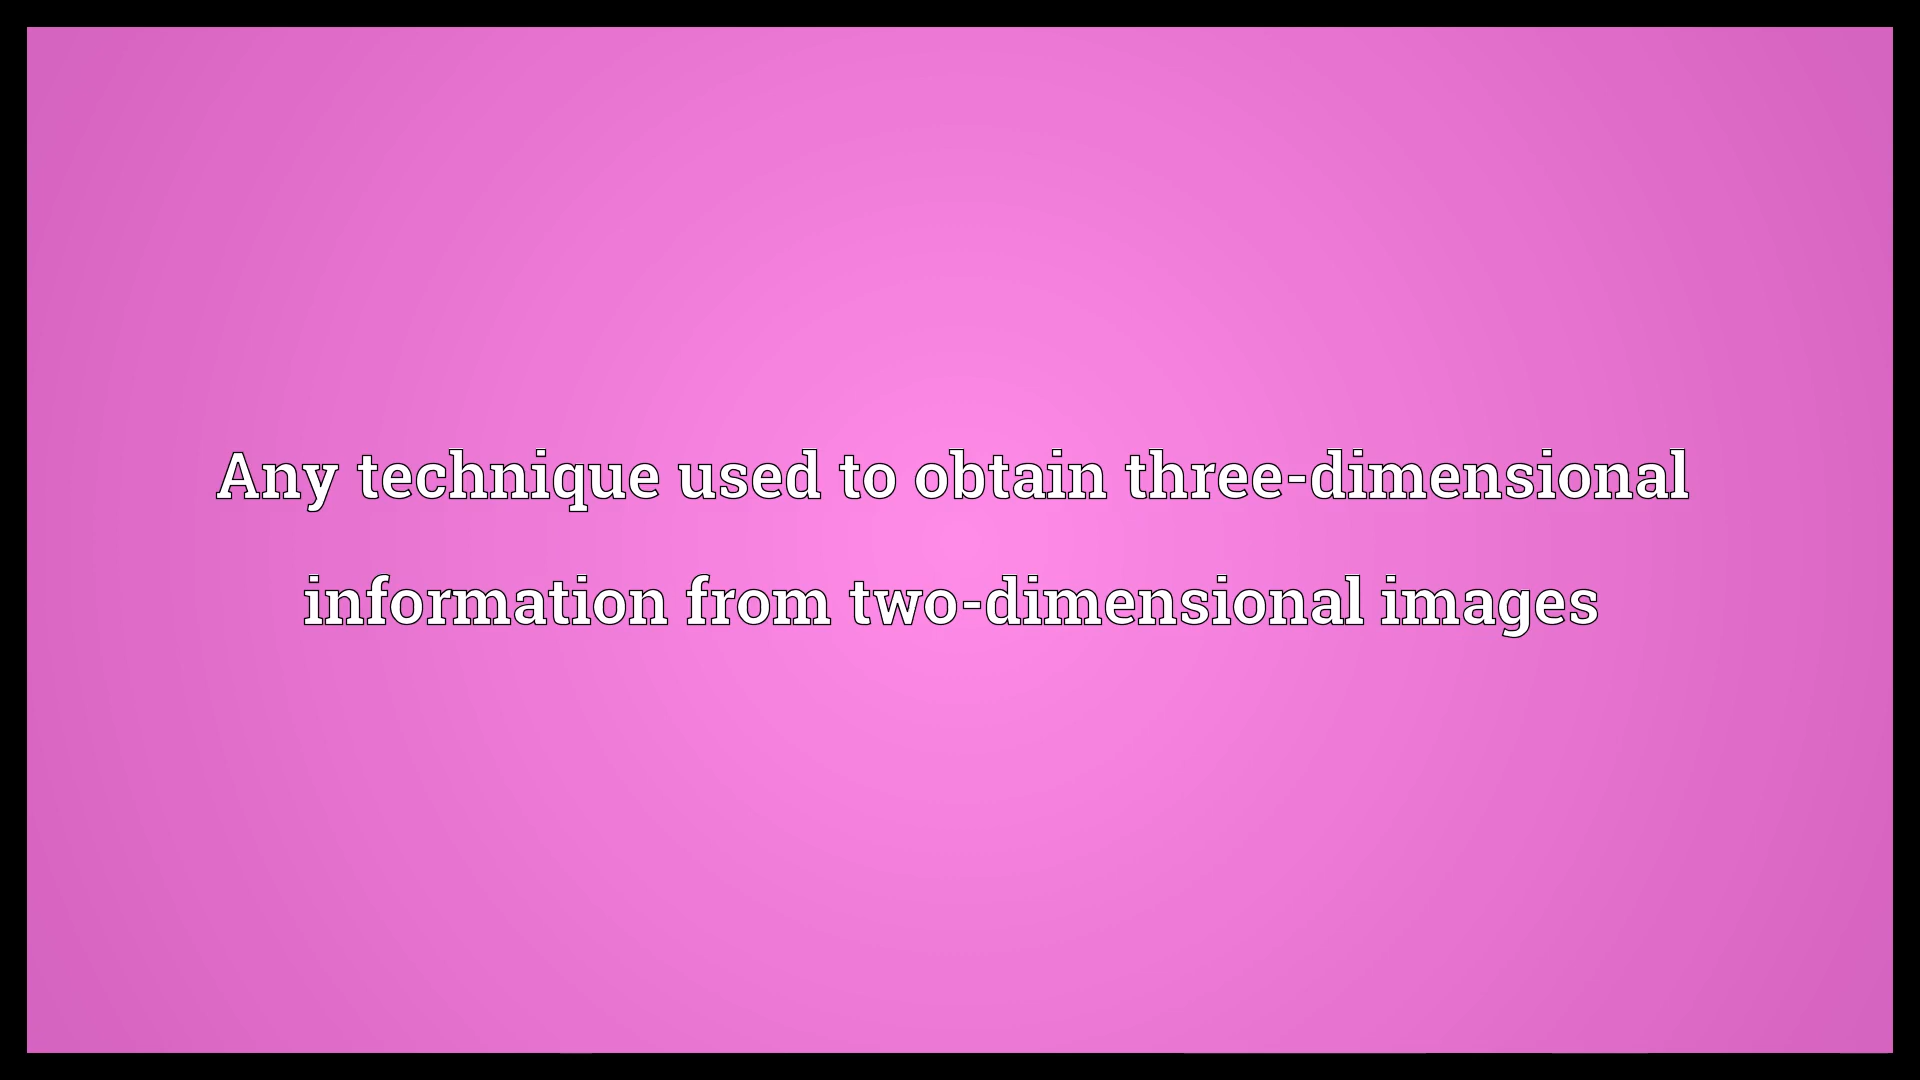 Any technique used to obtain three-dimensional
information from two-dimensional images